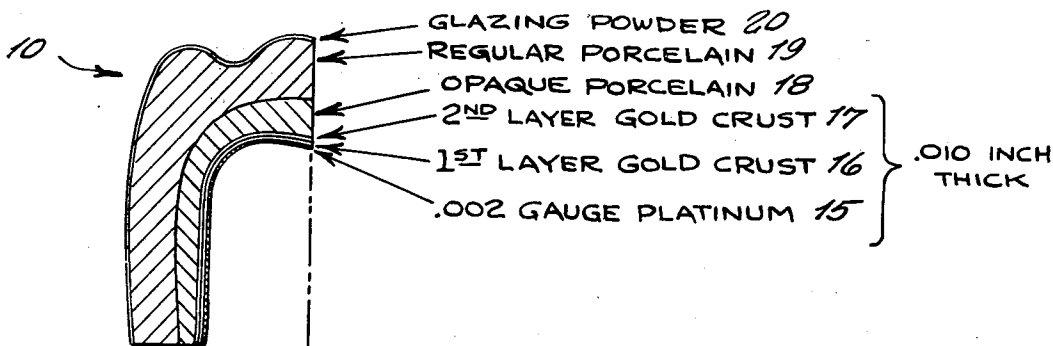 10
GLAZING POWDER 20
REGULAR PORCELAIN 19
OPAQUE PORCELAIN 18
2ND LAYER GOLD CRUST 17
1ST LAYER GOLD CRUST 16
.002 GAUGE PLATINUM 15
.010 INCH
THICK